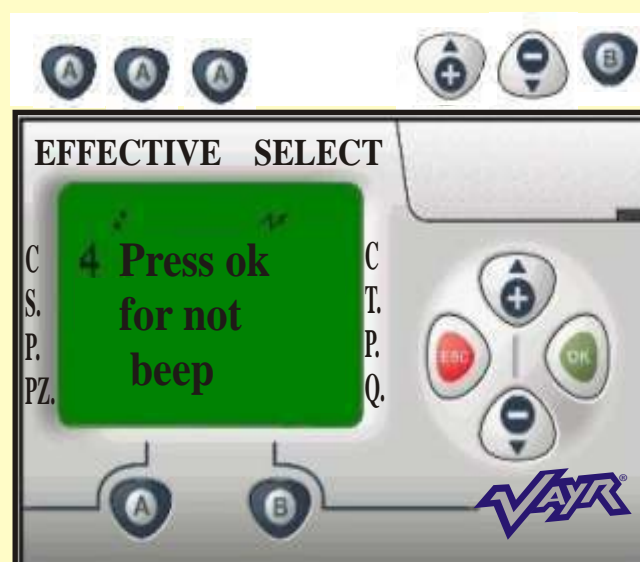 A A A + - B
EFFECTIVE SELECT
4 Press ok
for not
beep
C
S.
P.
PZ.
C
T.
P.
Q.
+
ESC OK
-
A B
VAYR®